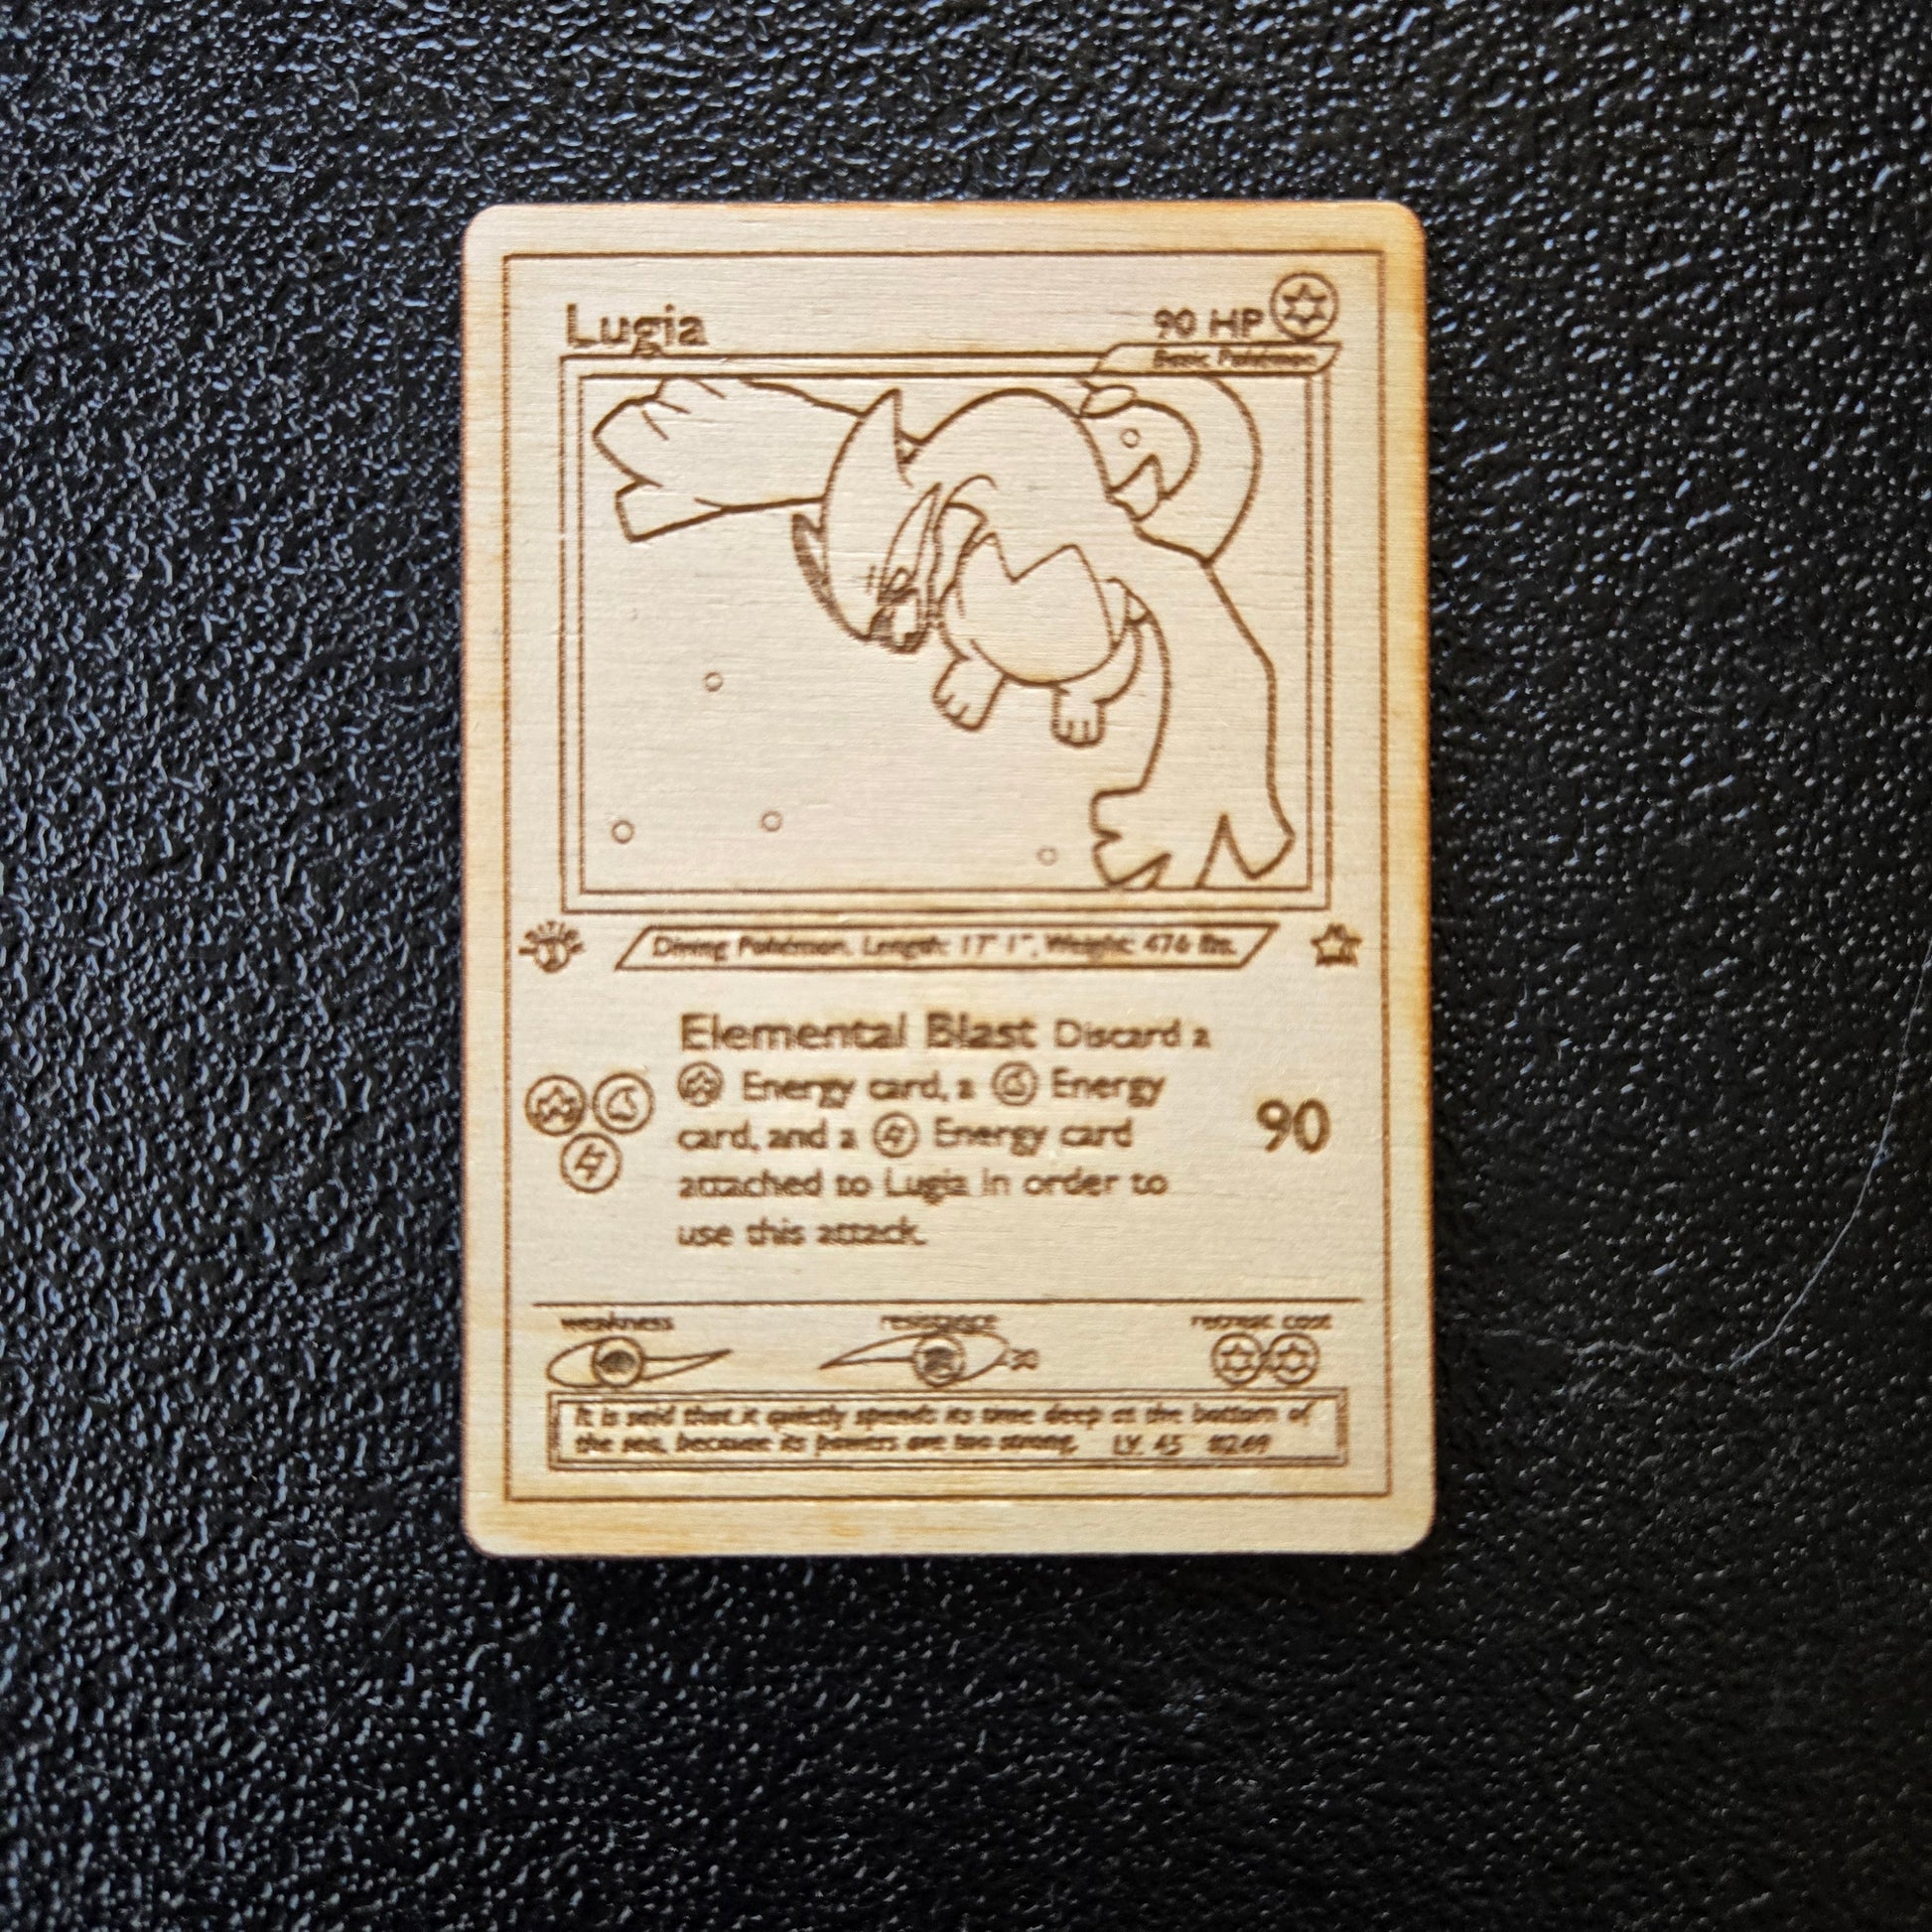 Lugia
90 HP
Basic Pokémon
EDITION
1
Diving Pokémon. Length: 17' 1", Weight: 476 lbs.
Elemental Blast Discard a
Energy card, a Energy
card, and a Energy card
attached to Lugia in order to
use this attack.
90
weakness
resistance
-30
retreat cost
It is said that it quietly spends its time deep at the bottom of
the sea, because its powers are too strong. LV. 45 #249